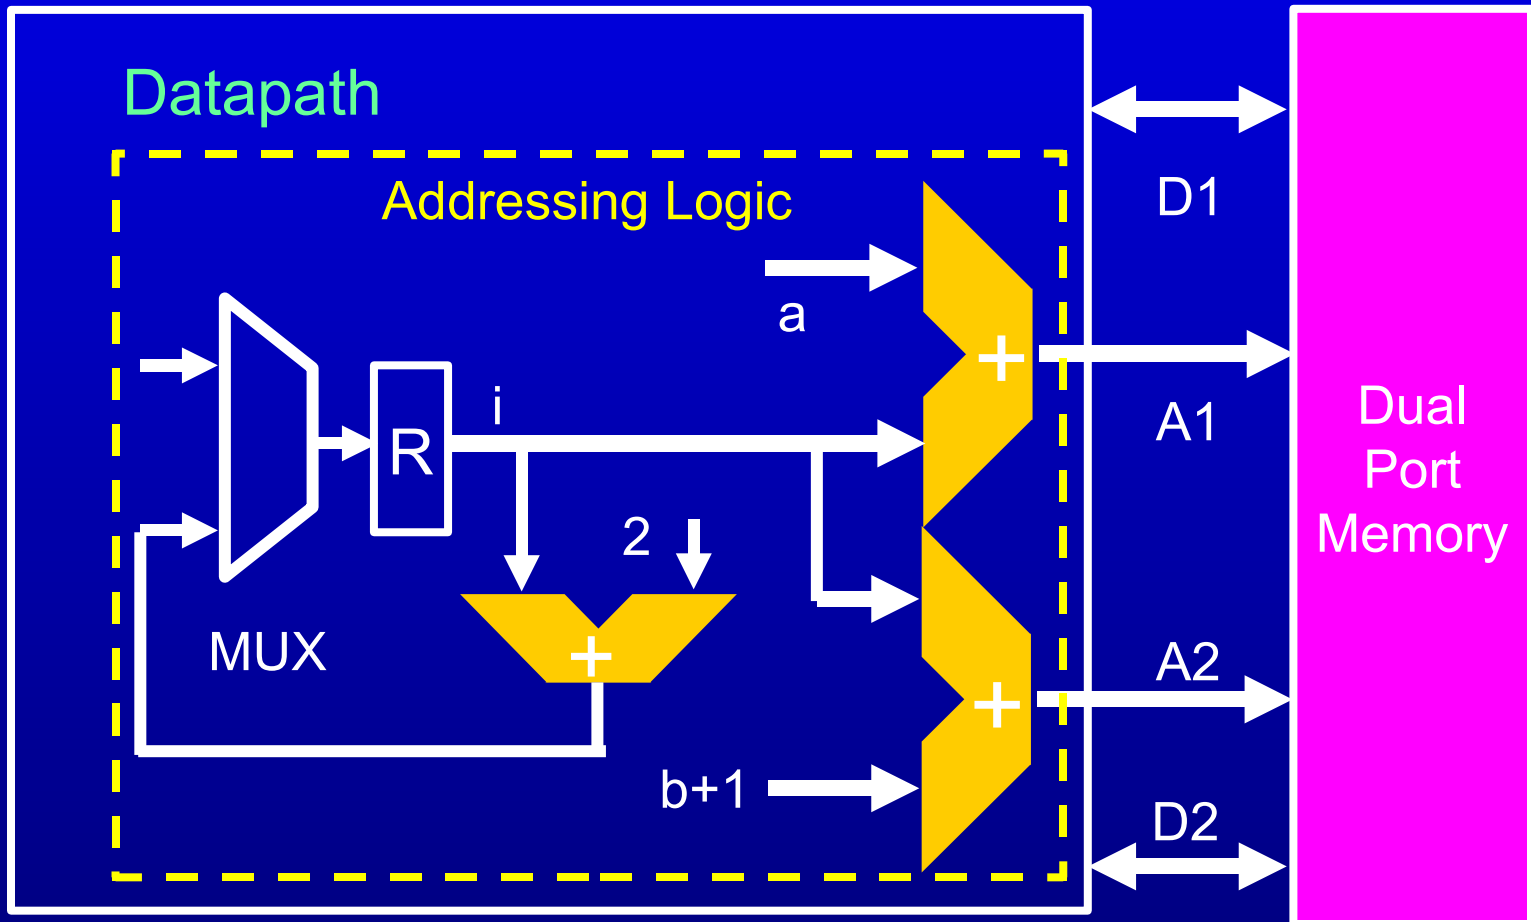 Datapath
Addressing Logic
D1
a
+
A1
i
R
Dual
Port
Memory
2
MUX
+
A2
+
b+1
D2